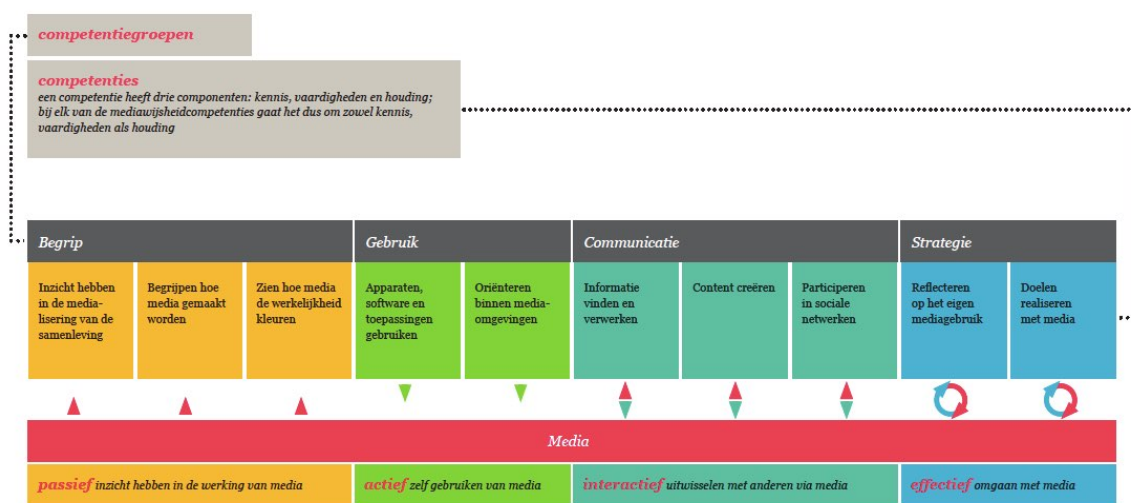 competentiegroepen
competenties
een competentie heeft drie componenten: kennis, vaardigheden en houding;
bij elk van de mediawijsheidcompetenties gaat het dus om zowel kennis,
vaardigheden als houding
Begrip
Gebruik
Communicatie
Strategie
Inzicht hebben
in de media-
lisering van de
samenleving
Begrijpen hoe
media gemaakt
worden
Zien hoe media
de werkelijkheid
kleuren
Apparaten,
software en
toepassingen
gebruiken
Oriënteren
binnen media-
omgevingen
Informatie
vinden en
verwerken
Content creëren
Participeren
in sociale
netwerken
Reflecteren
op het eigen
mediagebruik
Doelen
realiseren
met media
Media
passief inzicht hebben in de werking van media
actief zelf gebruiken van media
interactief uitwisselen met anderen via media
effectief omgaan met media